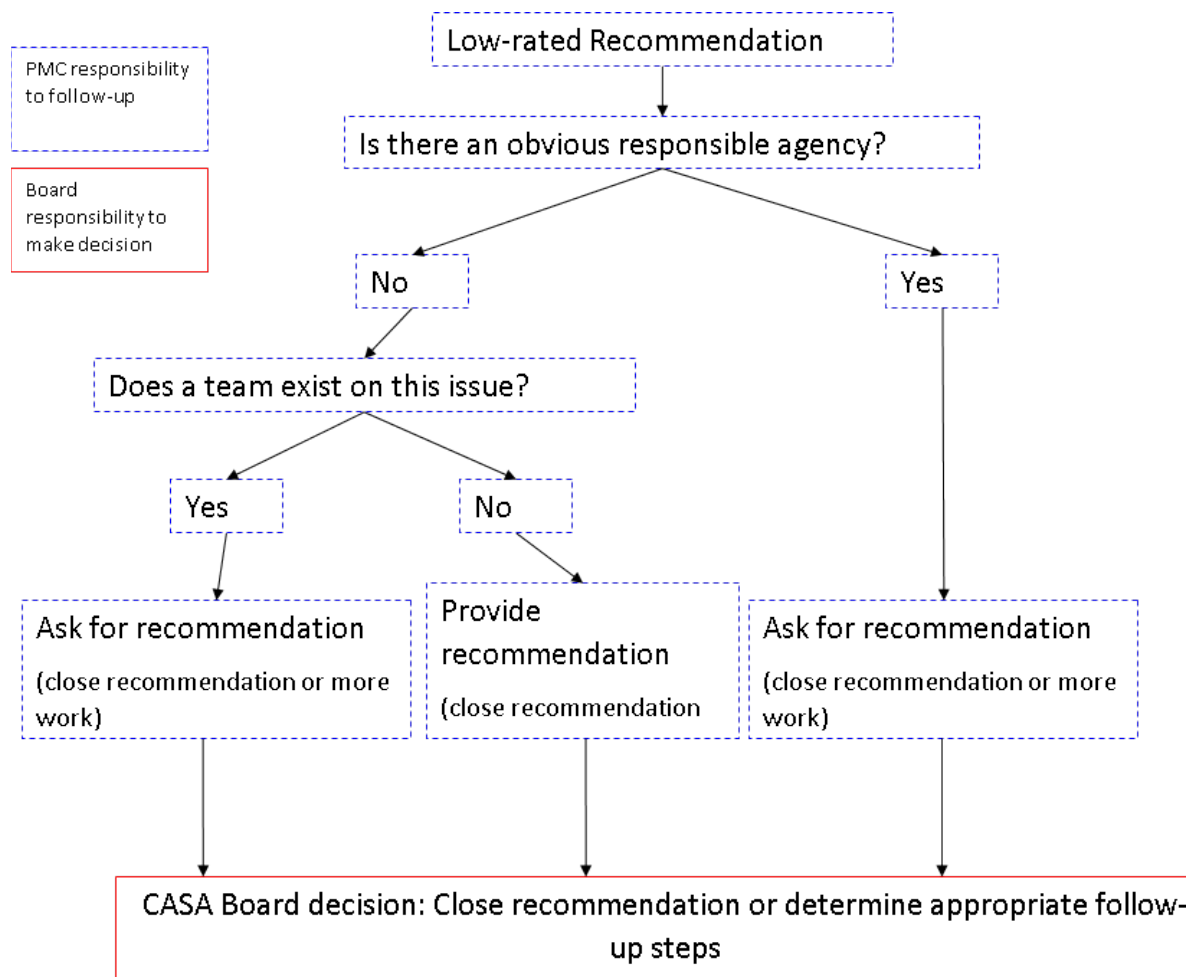 Low-rated Recommendation
PMC responsibility
to follow-up
Is there an obvious responsible agency?
Board
responsibility to
make decision
No
Yes
Does a team exist on this issue?
Yes
No
Ask for recommendation
(close recommendation or more
work)
Provide
recommendation
(close recommendation
Ask for recommendation
(close recommendation or more
work)
CASA Board decision: Close recommendation or determine appropriate follow-
up steps